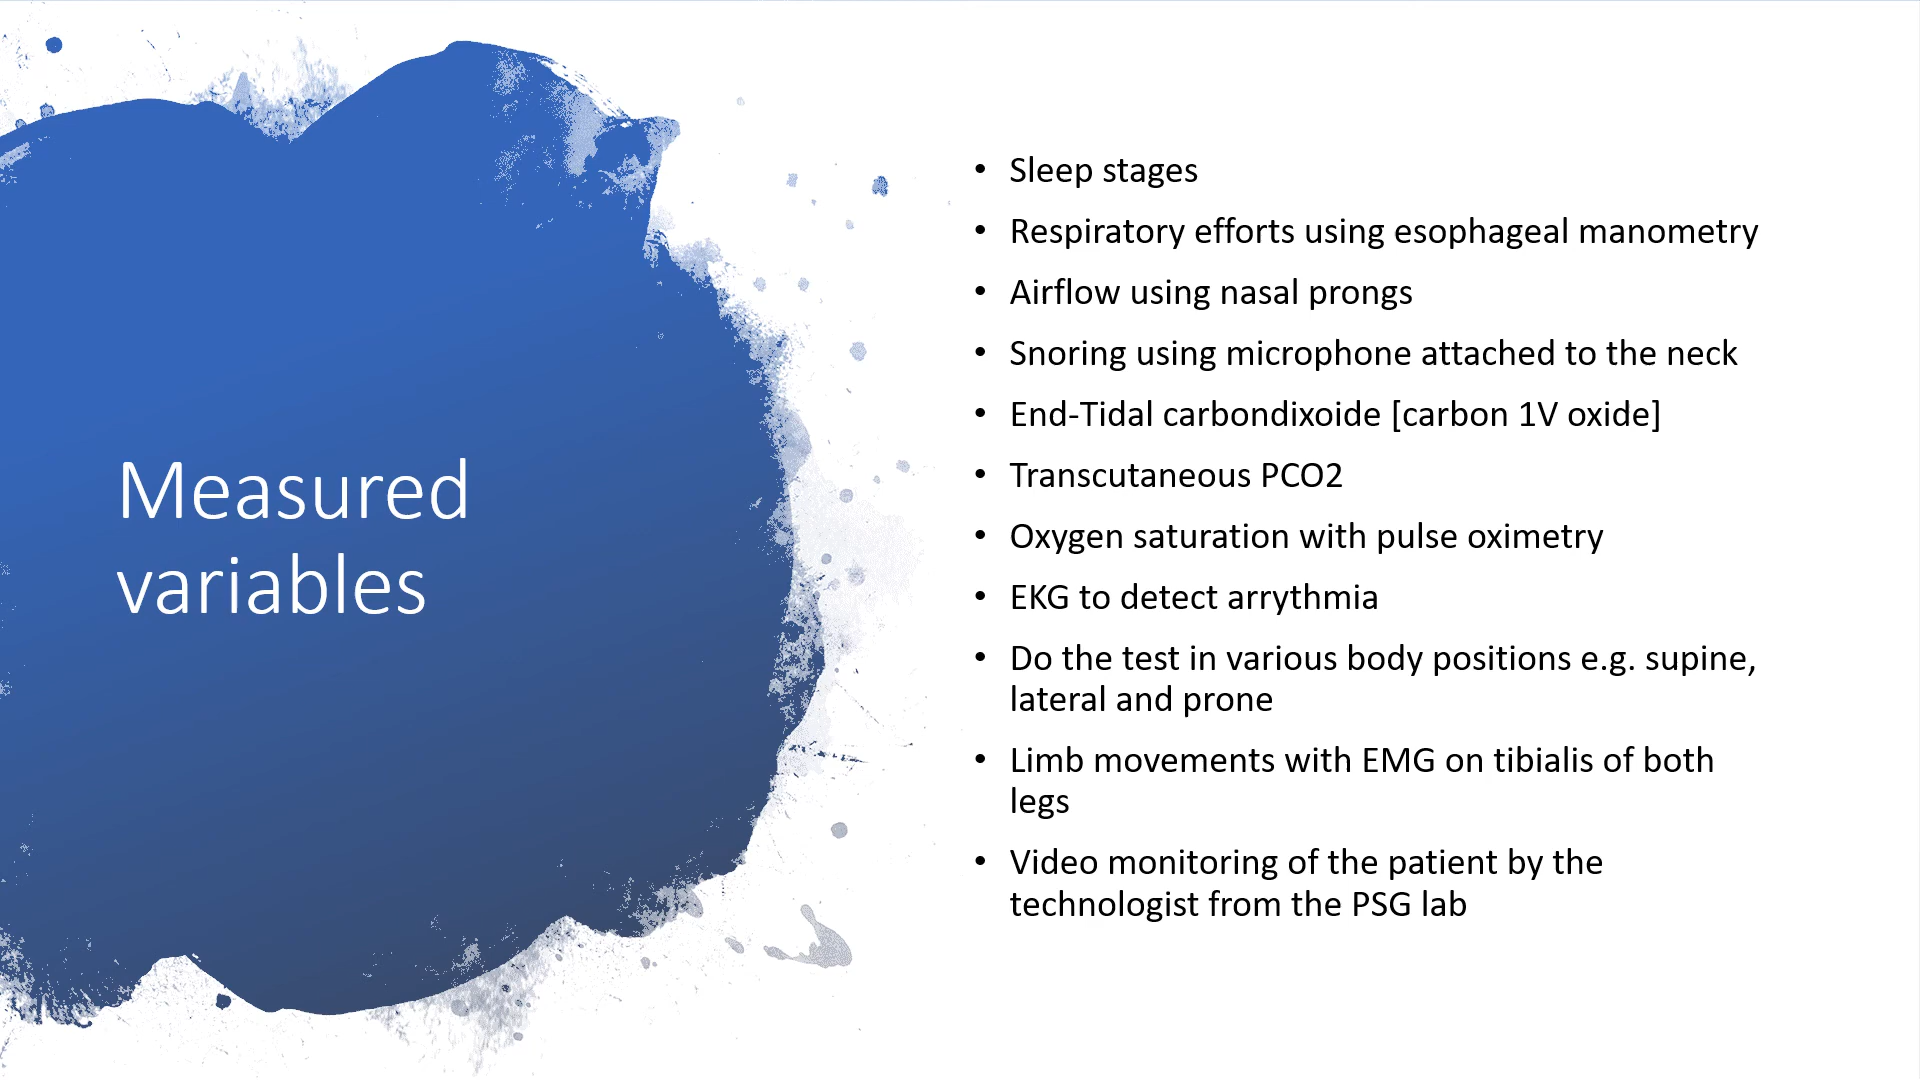 Measured
variables
• Sleep stages
• Respiratory efforts using esophageal manometry
• Airflow using nasal prongs
• Snoring using microphone attached to the neck
• End-Tidal carbondixoide [carbon 1V oxide]
• Transcutaneous PCO2
• Oxygen saturation with pulse oximetry
• EKG to detect arrythmia
• Do the test in various body positions e.g. supine,
lateral and prone
• Limb movements with EMG on tibialis of both
legs
• Video monitoring of the patient by the
technologist from the PSG lab